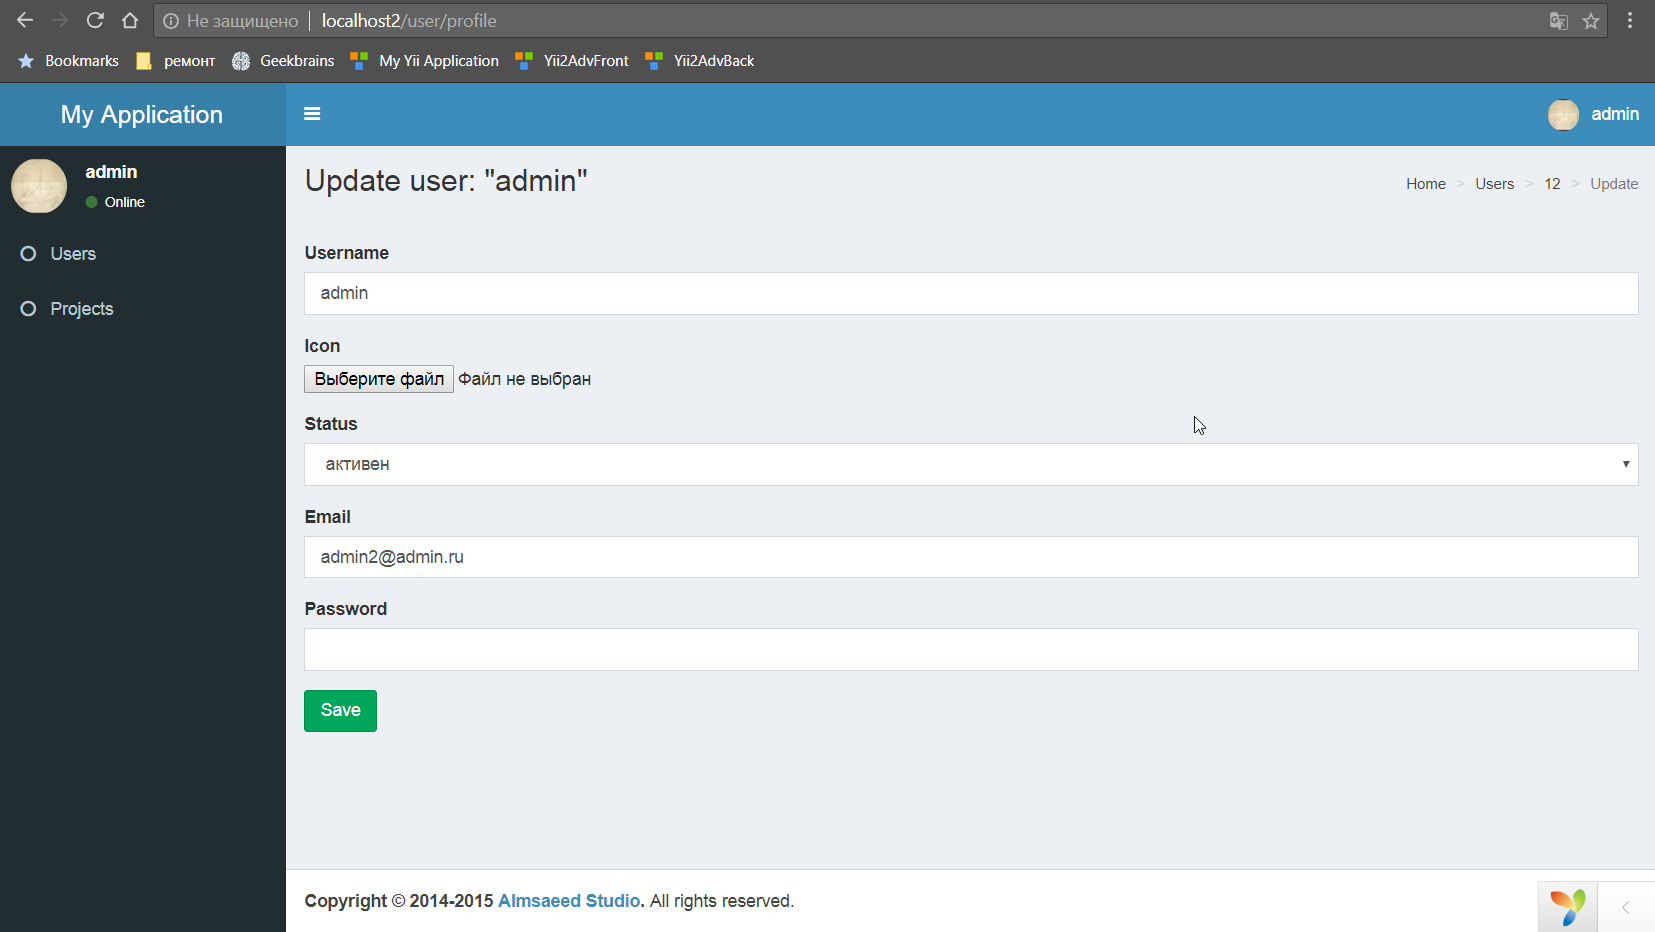 Не защищено localhost2/user/profile
Bookmarks ремонт Geekbrains My Yii Application Yii2AdvFront Yii2AdvBack
My Application
admin
admin
Online
Users
Projects
Update user: "admin"
Home > Users > 12 > Update
Username
admin
Icon
Выберите файл Файл не выбран
Status
активен
Email
admin2@admin.ru
Password
Save
Copyright © 2014-2015 Almsaeed Studio. All rights reserved.